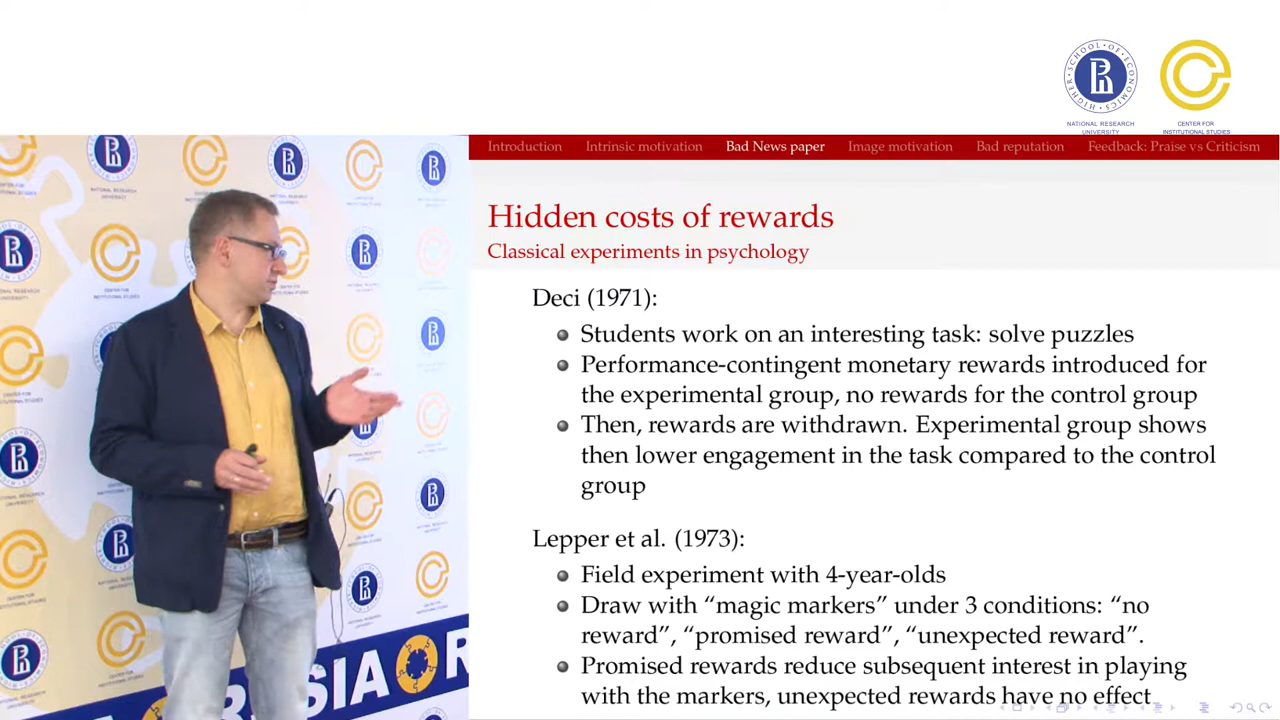 HIGHER · SCHOOL · OF · ECONOMICS
NATIONAL RESEARCH
UNIVERSITY
CENTER FOR
INSTITUTIONAL STUDIES
Introduction Intrinsic motivation Bad News paper Image motivation Bad reputation Feedback: Praise vs Criticism
Hidden costs of rewards
Classical experiments in psychology
Deci (1971):
Students work on an interesting task: solve puzzles
Performance-contingent monetary rewards introduced for
the experimental group, no rewards for the control group
Then, rewards are withdrawn. Experimental group shows
then lower engagement in the task compared to the control
group
Lepper et al. (1973):
Field experiment with 4-year-olds
Draw with “magic markers” under 3 conditions: “no
reward”, “promised reward”, “unexpected reward”.
Promised rewards reduce subsequent interest in playing
with the markers, unexpected rewards have no effect